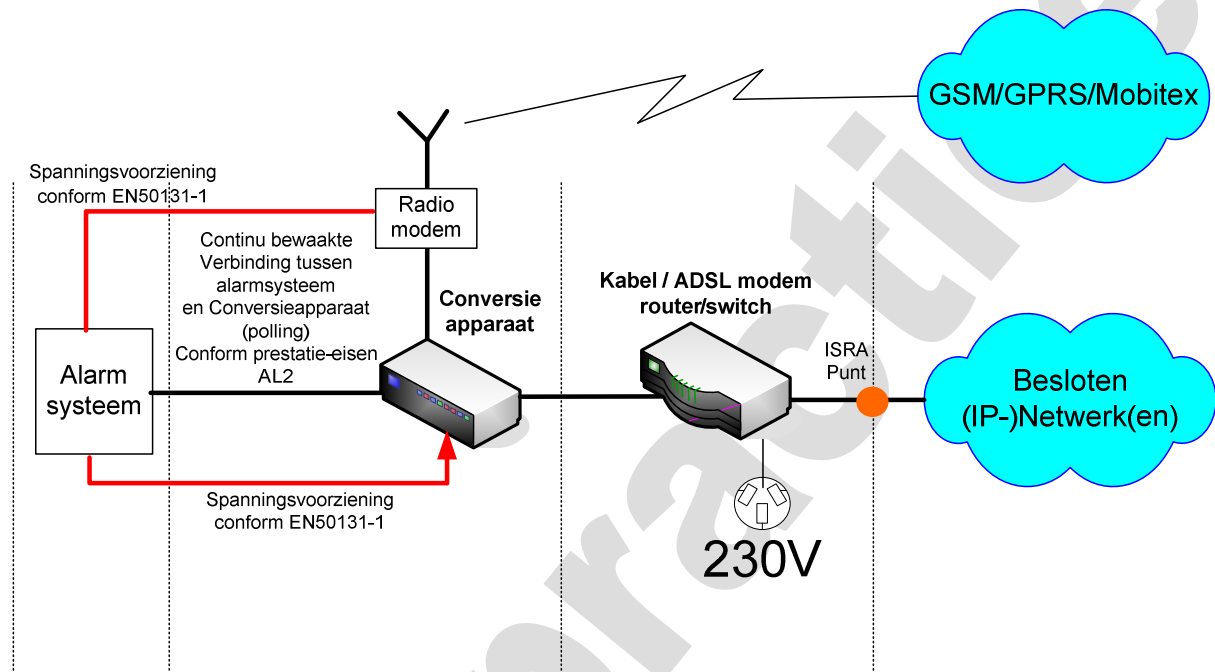 GSM/GPRS/Mobitex
Spanningsvoorziening
conform EN50131-1
Radio
modem
Continu bewaakte
Verbinding tussen
alarmsysteem
en Conversieapparaat
(polling)
Conform prestatie-eisen
AL2
Conversie
apparaat
Kabel / ADSL modem
router/switch
ISRA
Punt
Alarm
systeem
Besloten
(IP-)Netwerk(en)
Spanningsvoorziening
conform EN50131-1
230V